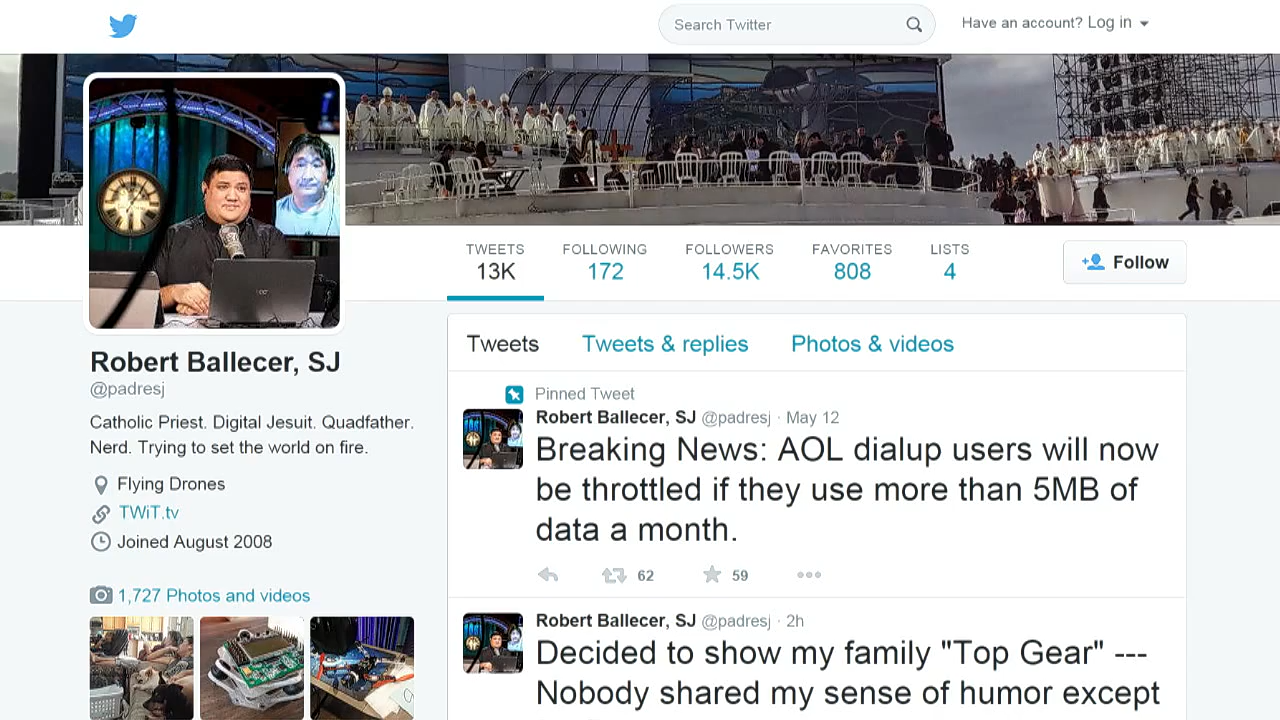 Search Twitter
Have an account? Log in
TWEETS
13K
FOLLOWING
172
FOLLOWERS
14.5K
FAVORITES
808
LISTS
4
Follow
Robert Ballecer, SJ
@padresj
Catholic Priest. Digital Jesuit. Quadfather.
Nerd. Trying to set the world on fire.
Flying Drones
TWiT.tv
Joined August 2008
1,727 Photos and videos
Tweets Tweets & replies Photos & videos
Pinned Tweet
Robert Ballecer, SJ @padresj · May 12
Breaking News: AOL dialup users will now
be throttled if they use more than 5MB of
data a month.
62 59
Robert Ballecer, SJ @padresj · 2h
Decided to show my family "Top Gear" ---
Nobody shared my sense of humor except